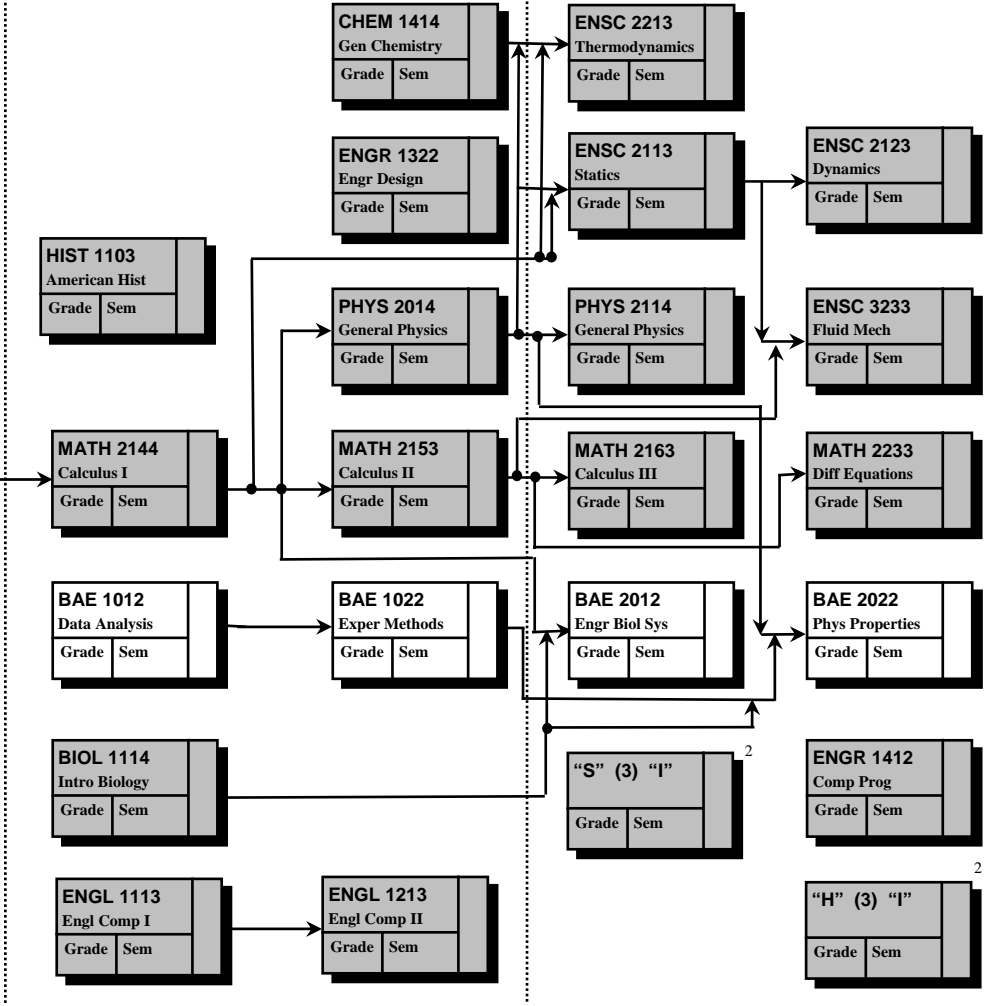 CHEM 1414
Gen Chemistry
Grade Sem
ENSC 2213
Thermodynamics
Grade Sem
ENGR 1322
Engr Design
Grade Sem
ENSC 2113
Statics
Grade Sem
ENSC 2123
Dynamics
Grade Sem
HIST 1103
American Hist
Grade Sem
PHYS 2014
General Physics
Grade Sem
PHYS 2114
General Physics
Grade Sem
ENSC 3233
Fluid Mech
Grade Sem
MATH 2144
Calculus I
Grade Sem
MATH 2153
Calculus II
Grade Sem
MATH 2163
Calculus III
Grade Sem
MATH 2233
Diff Equations
Grade Sem
BAE 1012
Data Analysis
Grade Sem
BAE 1022
Exper Methods
Grade Sem
BAE 2012
Engr Biol Sys
Grade Sem
BAE 2022
Phys Properties
Grade Sem
BIOL 1114
Intro Biology
Grade Sem
“S” (3) “I”
2
Grade Sem
ENGR 1412
Comp Prog
Grade Sem
ENGL 1113
Engl Comp I
Grade Sem
ENGL 1213
Engl Comp II
Grade Sem
2
“H” (3) “I”
Grade Sem